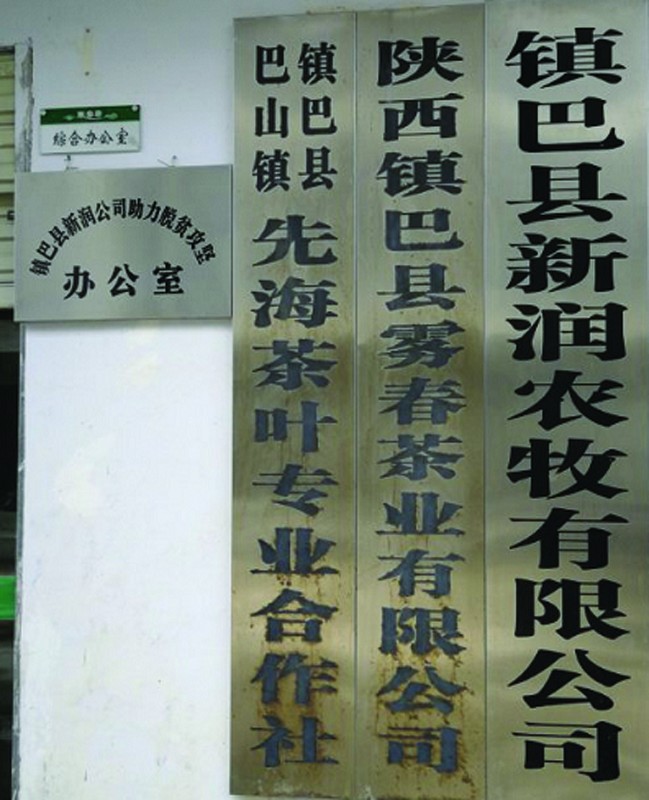 综合办公室
镇巴县新润公司助力脱贫攻坚
办公室
镇巴县
巴山镇
先海茶叶专业合作社
陕西镇巴县雾春茶业有限公司
镇巴县新润农牧有限公司